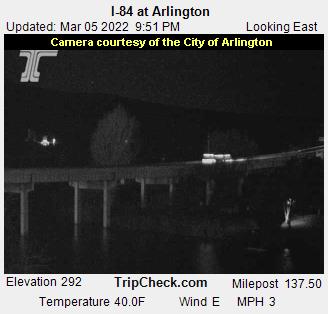 I-84 at Arlington
Updated: Mar 05 2022 9:51 PM Looking East
Camera courtesy of the City of Arlington
Elevation 292 TripCheck.com Milepost 137.50
Temperature 40.0F Wind E MPH 3